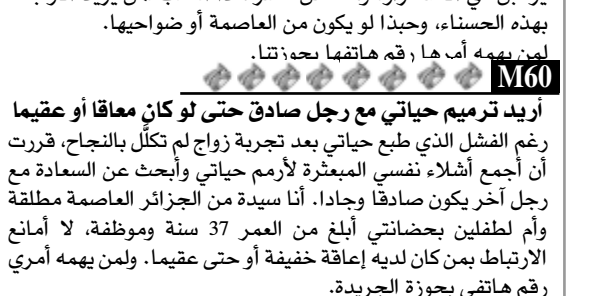 بهذه الحسناء، وحبذا لو يكون من العاصمة أو ضواحيها.
لمن يهمه أمرها رقم هاتفها بحوزتنا.
M60
أريد ترميم حياتي مع رجل صادق حتى لو كان معاقا أو عقيما
رغم الفشل الذي طبع حياتي بعد تجربة زواج لم تكلَّل بالنجاح، قررت
أن أجمع أشلاء نفسي المبعثرة لأرمم حياتي وأبحث عن السعادة مع
رجل آخر يكون صادقا وجادا. أنا سيدة من الجزائر العاصمة مطلقة
وأم لطفلين بحضانتي أبلغ من العمر 37 سنة وموظفة، لا أمانع
الارتباط بمن كان لديه إعاقة خفيفة أو حتى عقيما. ولمن يهمه أمري
رقم هاتفي بحوزة الجريدة.